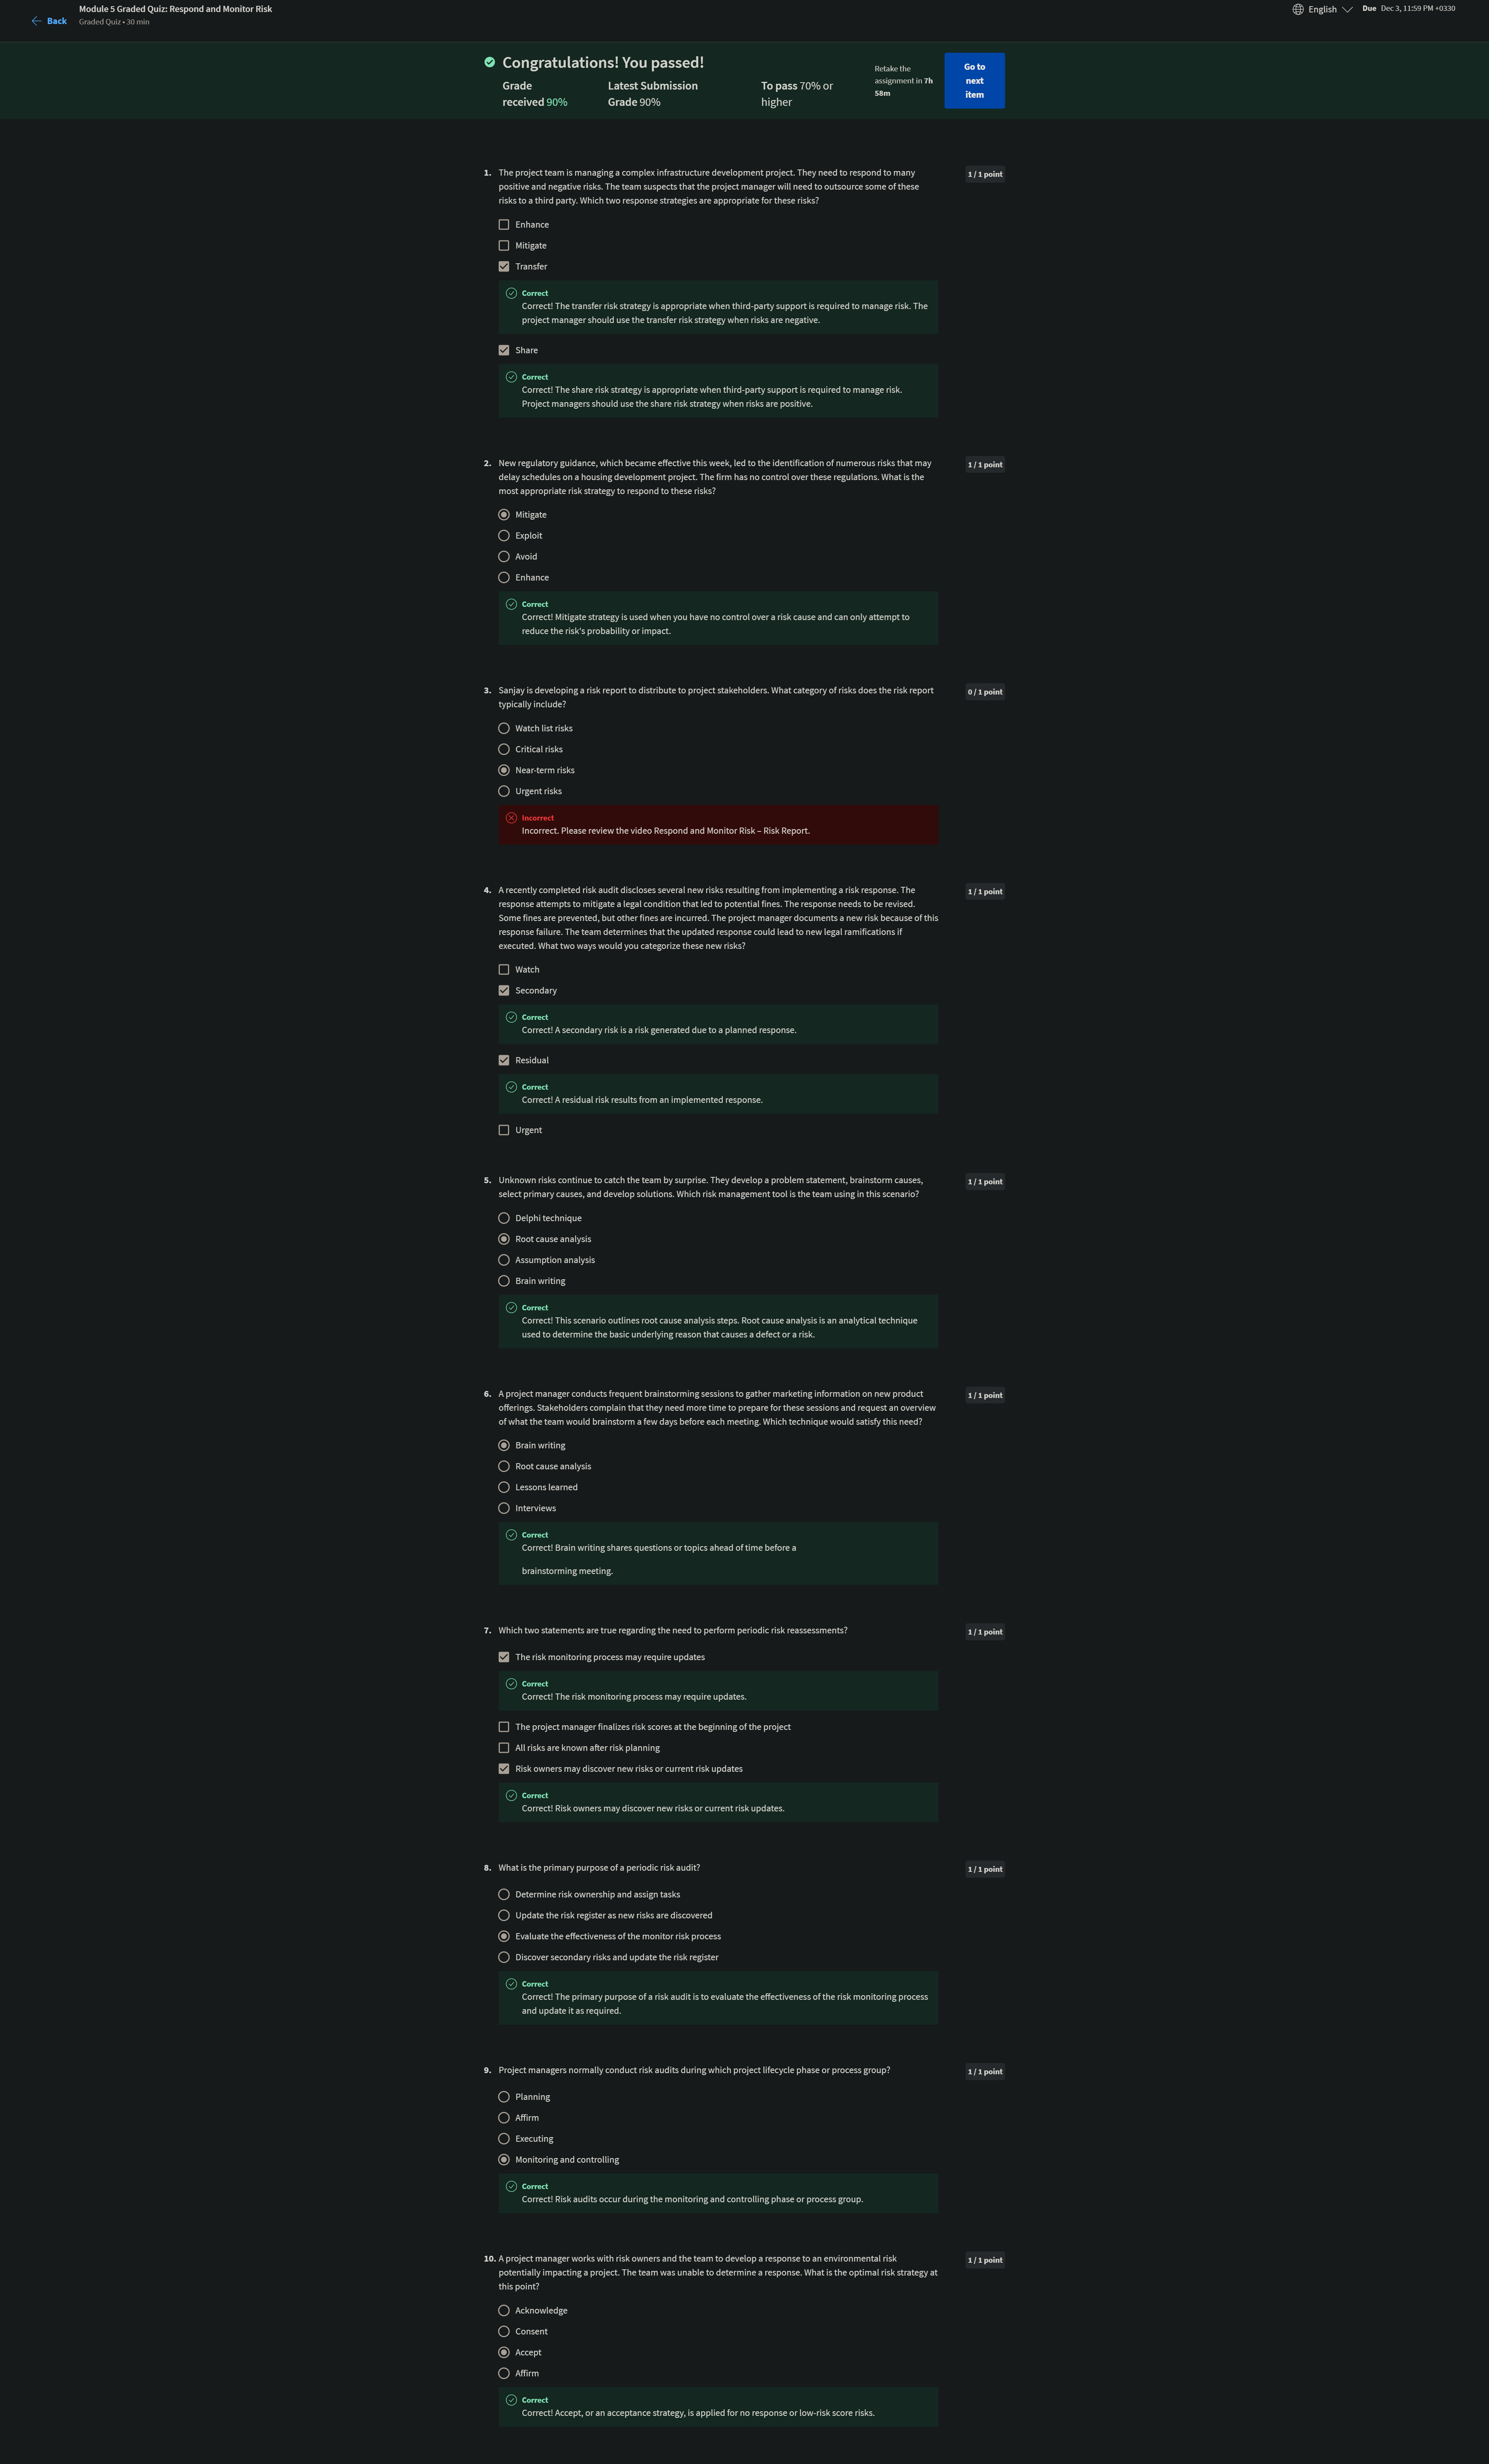 Back
Module 5 Graded Quiz: Respond and Monitor Risk
Graded Quiz • 30 min
English
Due Dec 3, 11:59 PM +0330
Congratulations! You passed!
Grade
received 90%
Latest Submission
Grade 90%
To pass 70% or
higher
Retake the
assignment in 7h
58m
Go to
next
item
1. The project team is managing a complex infrastructure development project. They need to respond to many
positive and negative risks. The team suspects that the project manager will need to outsource some of these
risks to a third party. Which two response strategies are appropriate for these risks?
1 / 1 point
Enhance
Mitigate
Transfer
Correct
Correct! The transfer risk strategy is appropriate when third-party support is required to manage risk. The
project manager should use the transfer risk strategy when risks are negative.
Share
Correct
Correct! The share risk strategy is appropriate when third-party support is required to manage risk.
Project managers should use the share risk strategy when risks are positive.
2. New regulatory guidance, which became effective this week, led to the identification of numerous risks that may
delay schedules on a housing development project. The firm has no control over these regulations. What is the
most appropriate risk strategy to respond to these risks?
1 / 1 point
Mitigate
Exploit
Avoid
Enhance
Correct
Correct! Mitigate strategy is used when you have no control over a risk cause and can only attempt to
reduce the risk's probability or impact.
3. Sanjay is developing a risk report to distribute to project stakeholders. What category of risks does the risk report
typically include?
0 / 1 point
Watch list risks
Critical risks
Near-term risks
Urgent risks
Incorrect
Incorrect. Please review the video Respond and Monitor Risk – Risk Report.
4. A recently completed risk audit discloses several new risks resulting from implementing a risk response. The
response attempts to mitigate a legal condition that led to potential fines. The response needs to be revised.
Some fines are prevented, but other fines are incurred. The project manager documents a new risk because of this
response failure. The team determines that the updated response could lead to new legal ramifications if
executed. What two ways would you categorize these new risks?
1 / 1 point
Watch
Secondary
Correct
Correct! A secondary risk is a risk generated due to a planned response.
Residual
Correct
Correct! A residual risk results from an implemented response.
Urgent
5. Unknown risks continue to catch the team by surprise. They develop a problem statement, brainstorm causes,
select primary causes, and develop solutions. Which risk management tool is the team using in this scenario?
1 / 1 point
Delphi technique
Root cause analysis
Assumption analysis
Brain writing
Correct
Correct! This scenario outlines root cause analysis steps. Root cause analysis is an analytical technique
used to determine the basic underlying reason that causes a defect or a risk.
6. A project manager conducts frequent brainstorming sessions to gather marketing information on new product
offerings. Stakeholders complain that they need more time to prepare for these sessions and request an overview
of what the team would brainstorm a few days before each meeting. Which technique would satisfy this need?
1 / 1 point
Brain writing
Root cause analysis
Lessons learned
Interviews
Correct
Correct! Brain writing shares questions or topics ahead of time before a
brainstorming meeting.
7. Which two statements are true regarding the need to perform periodic risk reassessments?
1 / 1 point
The risk monitoring process may require updates
Correct
Correct! The risk monitoring process may require updates.
The project manager finalizes risk scores at the beginning of the project
All risks are known after risk planning
Risk owners may discover new risks or current risk updates
Correct
Correct! Risk owners may discover new risks or current risk updates.
8. What is the primary purpose of a periodic risk audit?
1 / 1 point
Determine risk ownership and assign tasks
Update the risk register as new risks are discovered
Evaluate the effectiveness of the monitor risk process
Discover secondary risks and update the risk register
Correct
Correct! The primary purpose of a risk audit is to evaluate the effectiveness of the risk monitoring process
and update it as required.
9. Project managers normally conduct risk audits during which project lifecycle phase or process group?
1 / 1 point
Planning
Affirm
Executing
Monitoring and controlling
Correct
Correct! Risk audits occur during the monitoring and controlling phase or process group.
10. A project manager works with risk owners and the team to develop a response to an environmental risk
potentially impacting a project. The team was unable to determine a response. What is the optimal risk strategy at
this point?
1 / 1 point
Acknowledge
Consent
Accept
Affirm
Correct
Correct! Accept, or an acceptance strategy, is applied for no response or low-risk score risks.